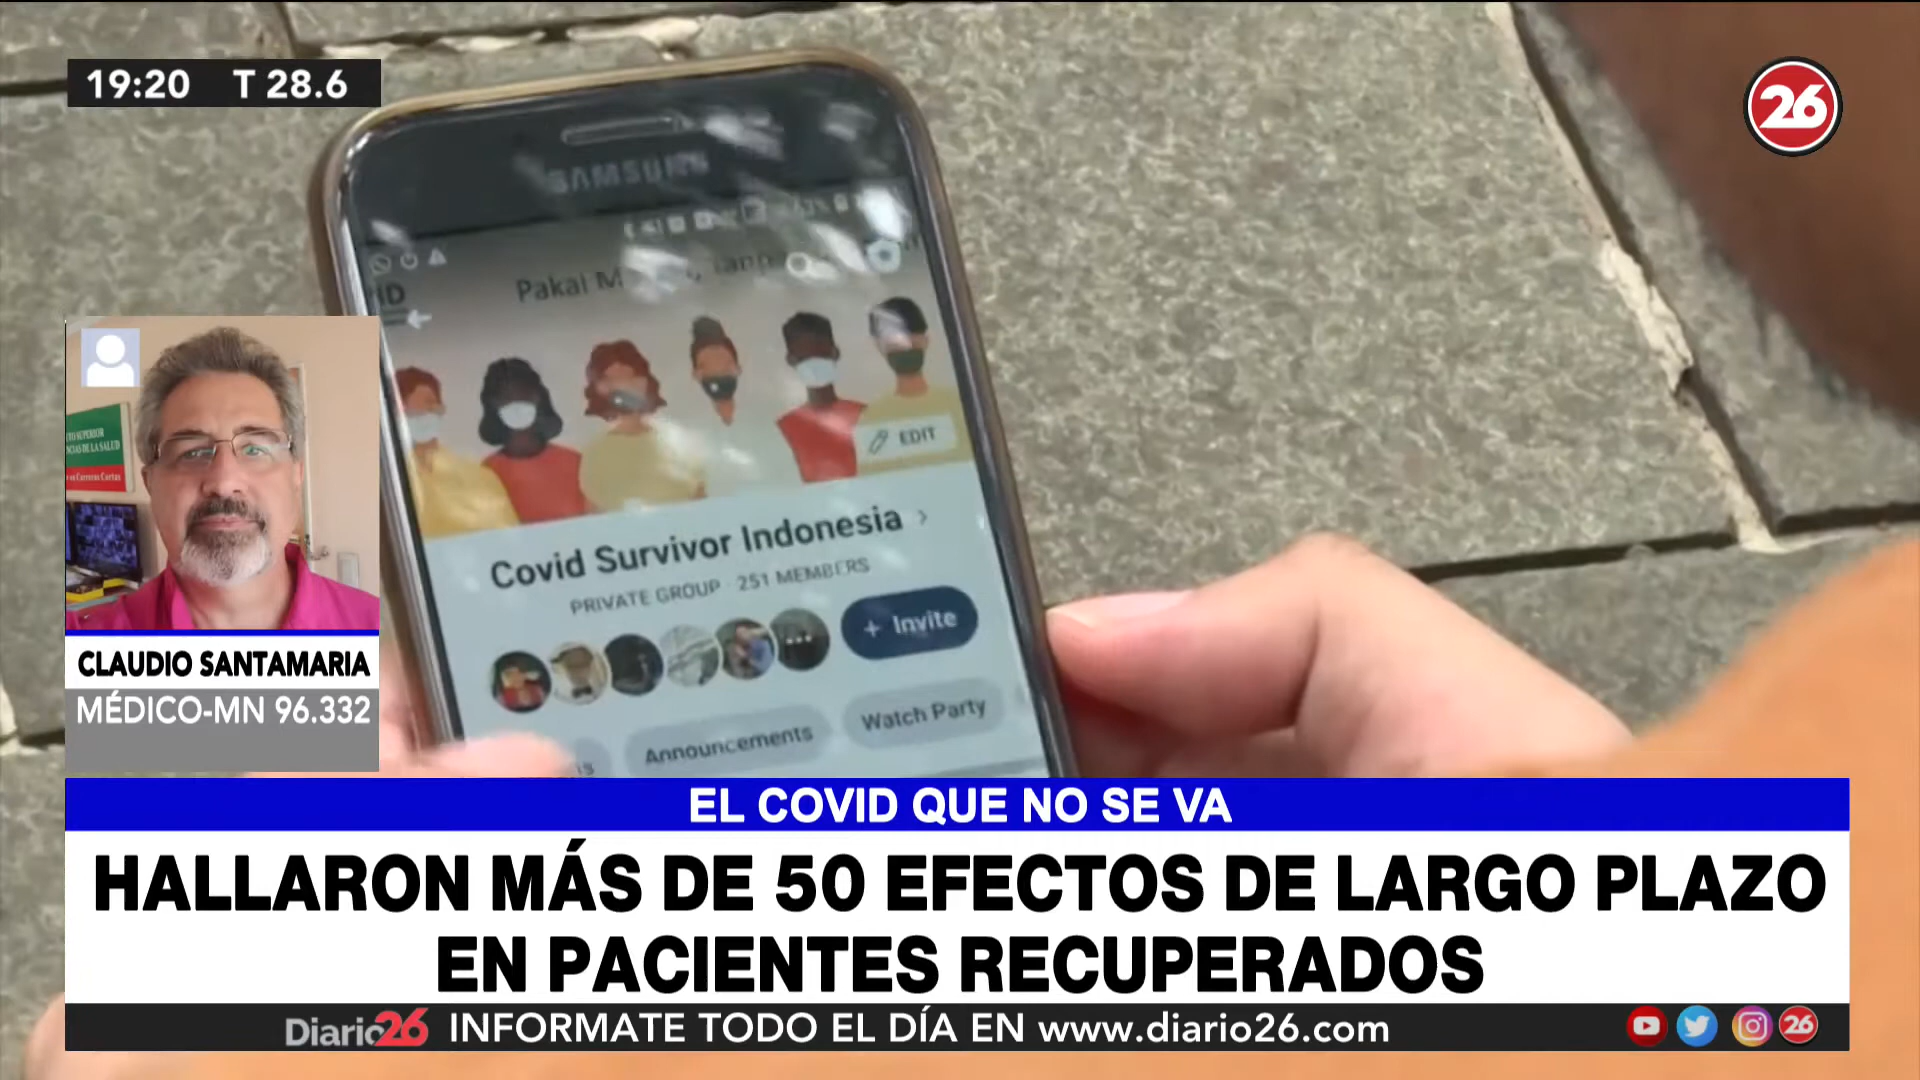 19:20 T 28.6
26
SAMSUNG
Pakai
HD
EDIT
Covid Survivor Indonesia
PRIVATE GROUP · 251 MEMBERS
+ Invite
Announcements
Watch Party
CLAUDIO SANTAMARIA
MÉDICO-MN 96.332
EL COVID QUE NO SE VA
HALLARON MÁS DE 50 EFECTOS DE LARGO PLAZO
EN PACIENTES RECUPERADOS
Diario26 INFORMATE TODO EL DÍA EN www.diario26.com
26